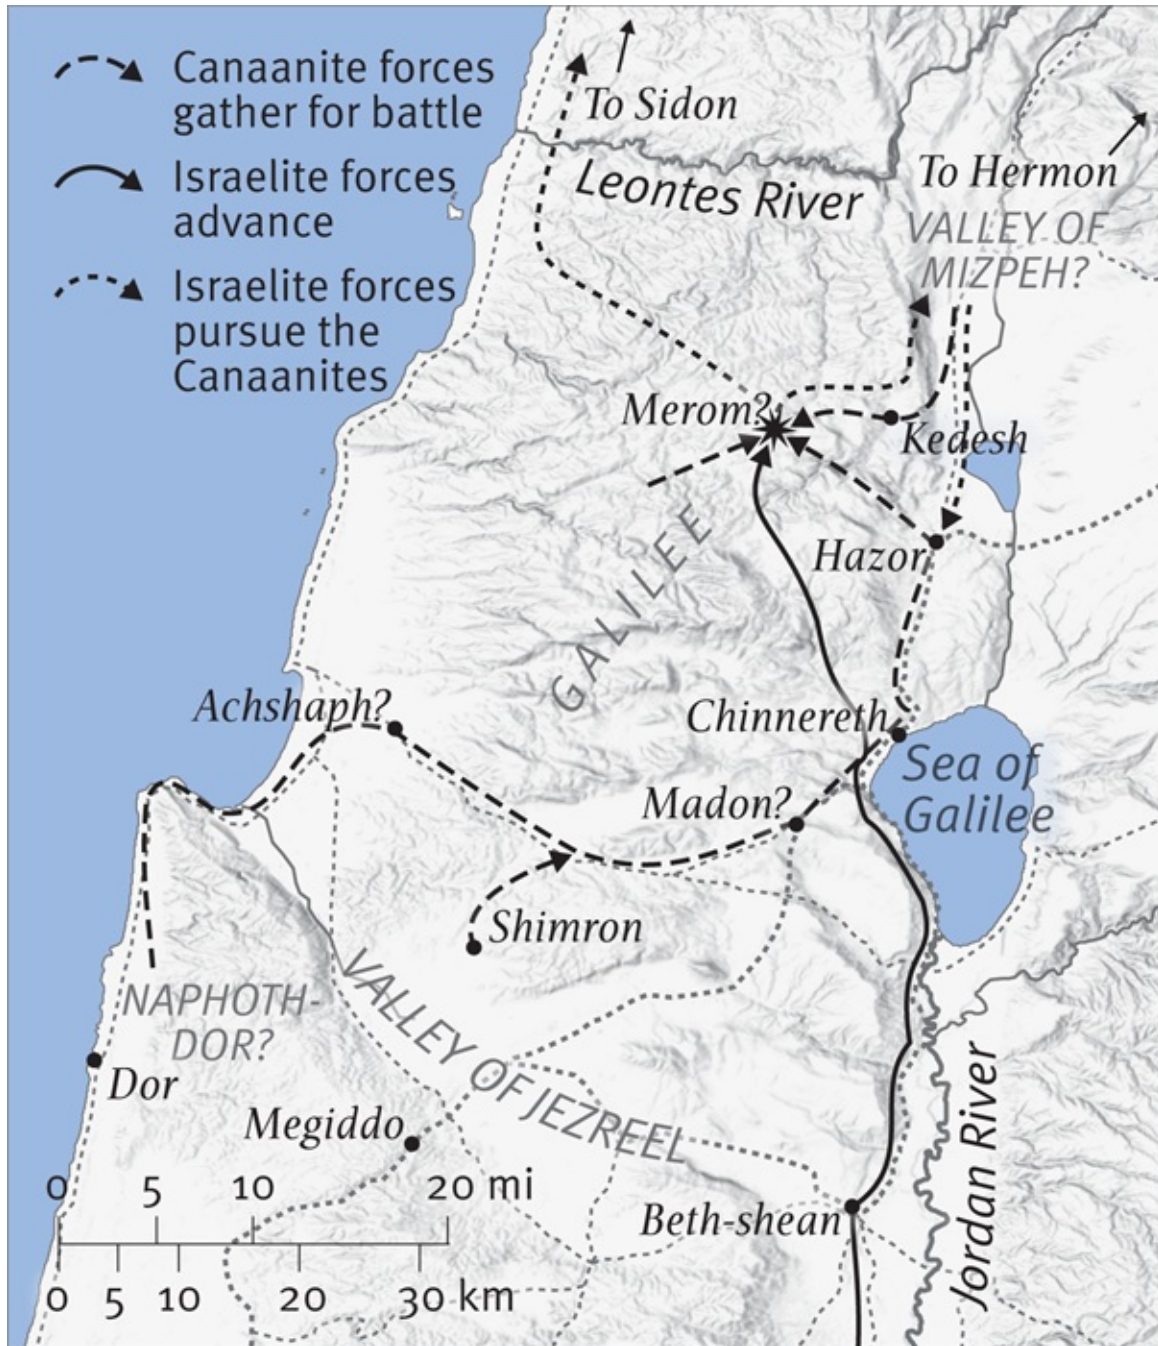 Canaanite forces
gather for battle
Israelite forces
advance
Israelite forces
pursue the
Canaanites
To Sidon
Leontes River
To Hermon
VALLEY OF
MIZPEH?
Merom?
Kedesh
Hazor
GALILEE
Achshaph?
Chinnereth
Sea of
Galilee
Madon?
Shimron
NAPHOTH-
DOR?
VALLEY OF JEZREEL
Dor
Megiddo
Beth-shean
Jordan River
0 5 10 20 mi
0 5 10 20 30 km